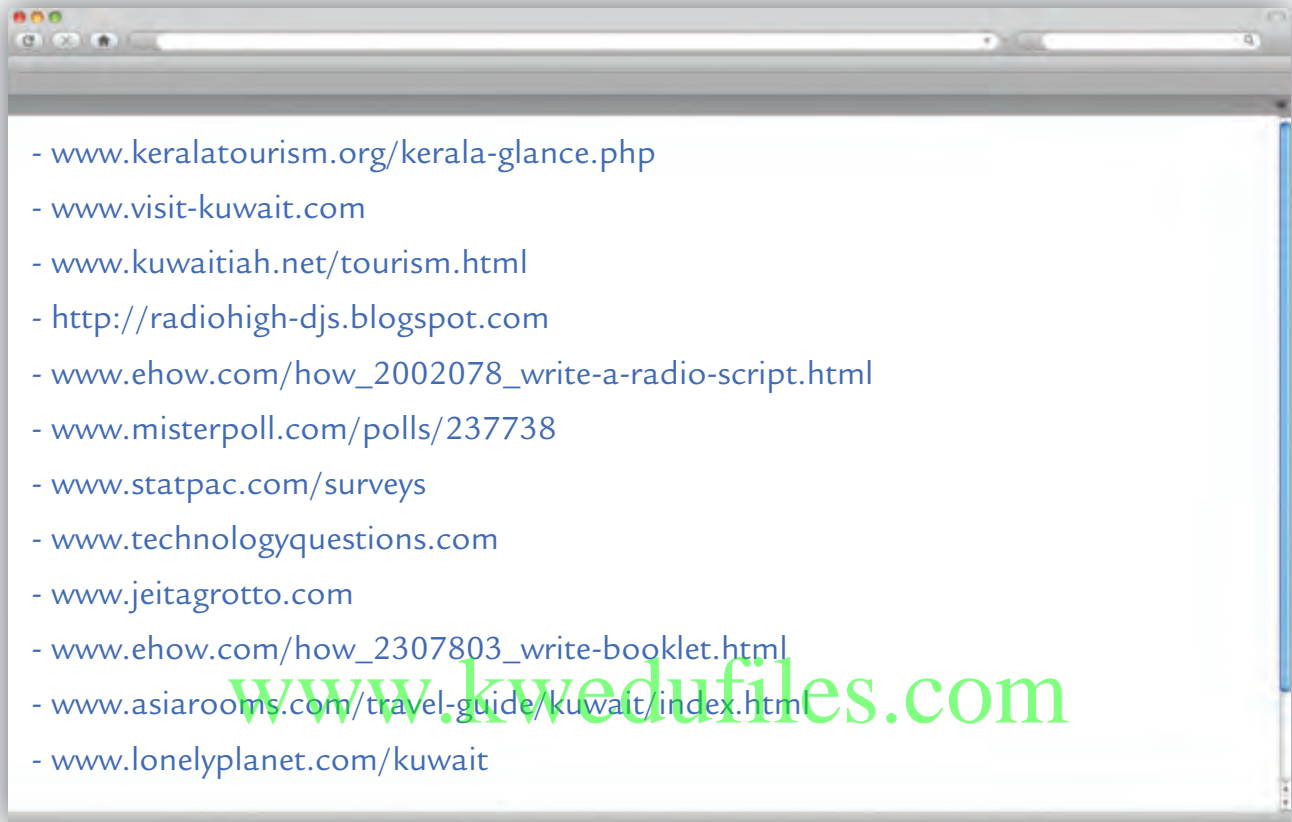 - www.keralatourism.org/kerala-glance.php
- www.visit-kuwait.com
- www.kuwaitiah.net/tourism.html
- http://radiohigh-djs.blogspot.com
- www.ehow.com/how_2002078_write-a-radio-script.html
- www.misterpoll.com/polls/237738
- www.statpac.com/surveys
- www.technologyquestions.com
- www.jeitagrotto.com
- www.ehow.com/how_2307803_write-booklet.html
www.kwedufiles.com
- www.asiarooms.com/travel-guide/kuwait/index.html
- www.lonelyplanet.com/kuwait